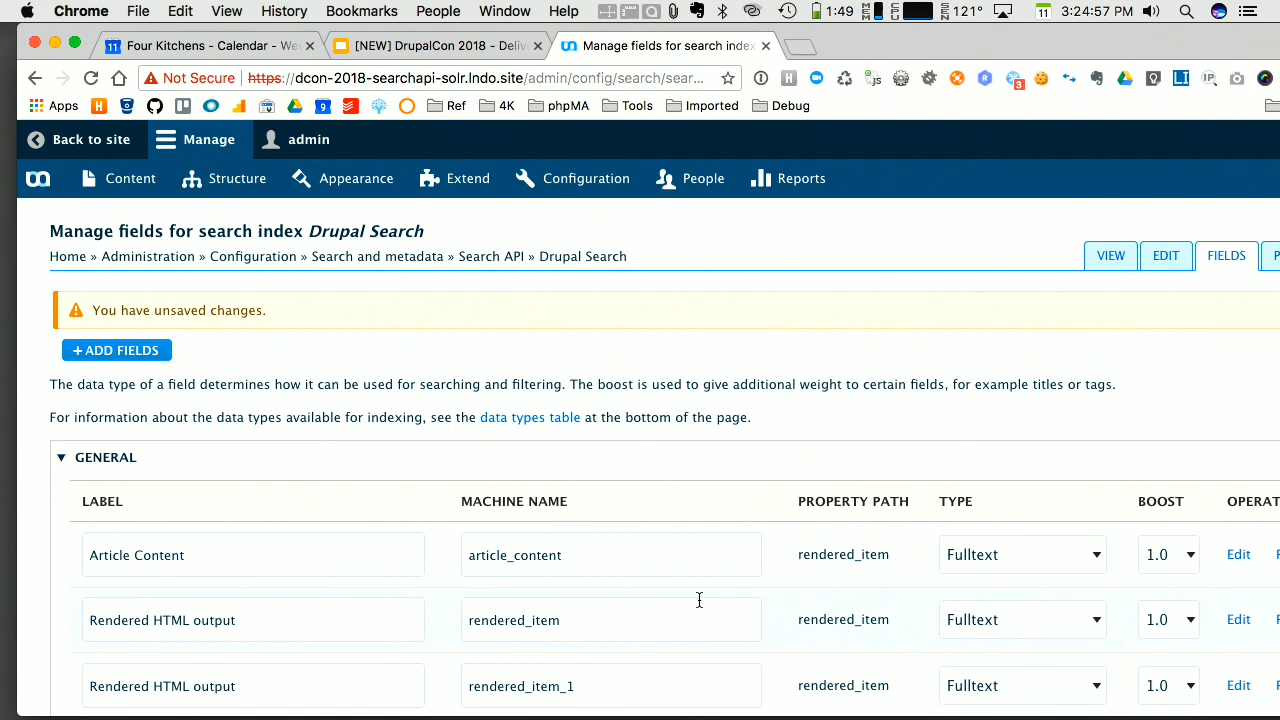 Chrome File Edit View History Bookmarks People Window Help 1:49 121° 11 3:24:57 PM
Four Kitchens - Calendar - We [NEW] DrupalCon 2018 - Deliv Manage fields for search index
Not Secure https://dcon-2018-searchapi-solr.lndo.site/admin/config/search/sear...
Apps Ref 4K phpMA Tools Imported Debug
Back to site Manage admin
Content Structure Appearance Extend Configuration People Reports
Manage fields for search index Drupal Search
Home » Administration » Configuration » Search and metadata » Search API » Drupal Search
VIEW EDIT FIELDS P
You have unsaved changes.
+ ADD FIELDS
The data type of a field determines how it can be used for searching and filtering. The boost is used to give additional weight to certain fields, for example titles or tags.
For information about the data types available for indexing, see the data types table at the bottom of the page.
GENERAL
LABEL MACHINE NAME PROPERTY PATH TYPE BOOST OPERAT
Article Content article_content rendered_item Fulltext 1.0 Edit
Rendered HTML output rendered_item rendered_item Fulltext 1.0 Edit
Rendered HTML output rendered_item_1 rendered_item Fulltext 1.0 Edit